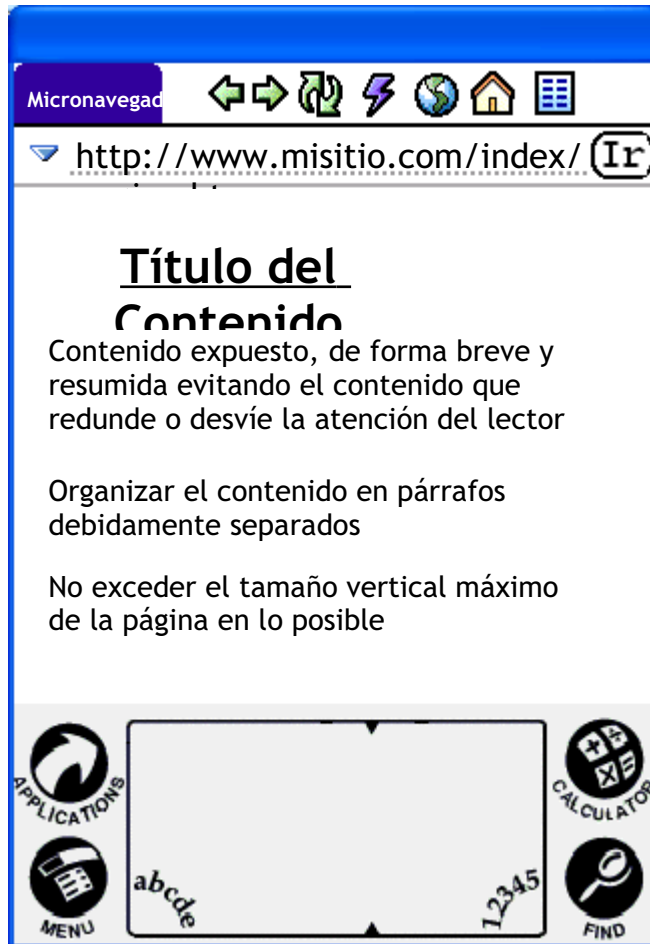 Micronavegad
http://www.misitio.com/index/
Ir
Título del
Contenido
Contenido expuesto, de forma breve y
resumida evitando el contenido que
redunde o desvíe la atención del lector
Organizar el contenido en párrafos
debidamente separados
No exceder el tamaño vertical máximo
de la página en lo posible
APPLICATIONS
CALCULATOR
abcde
12345
MENU
FIND